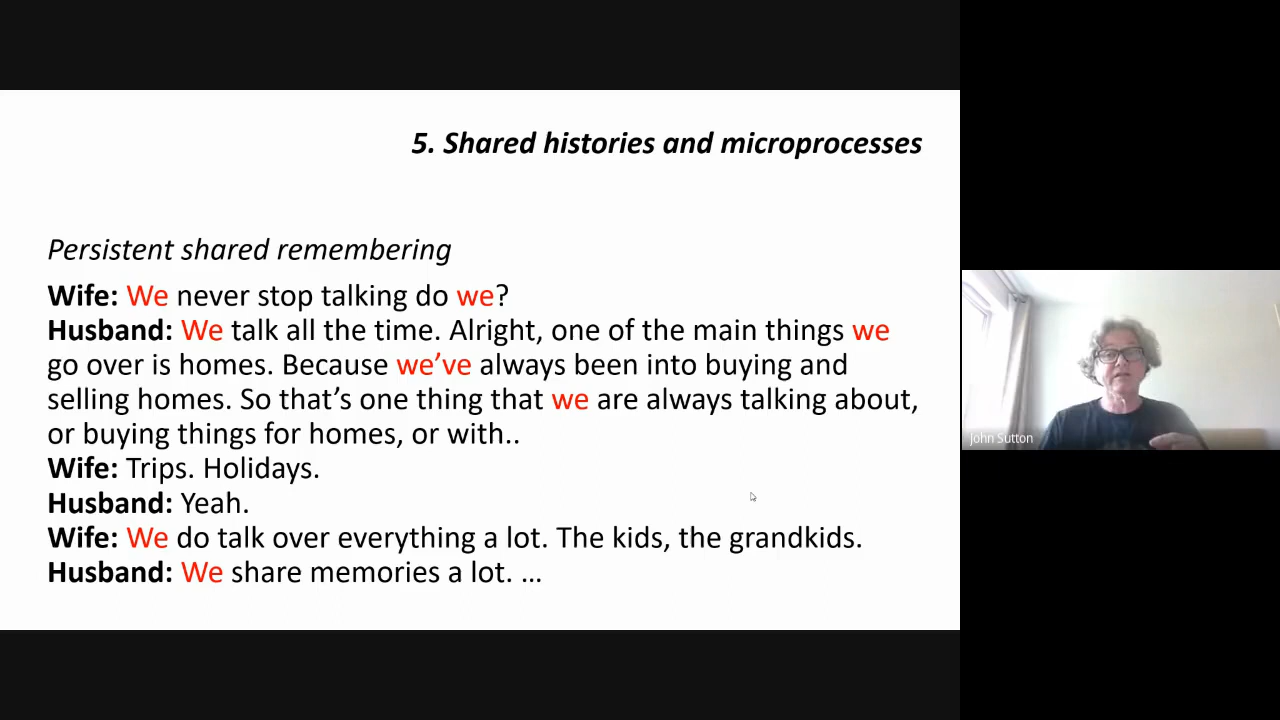 5. Shared histories and microprocesses
Persistent shared remembering
Wife: We never stop talking do we?
Husband: We talk all the time. Alright, one of the main things we
go over is homes. Because we’ve always been into buying and
selling homes. So that’s one thing that we are always talking about,
or buying things for homes, or with..
Wife: Trips. Holidays.
Husband: Yeah.
Wife: We do talk over everything a lot. The kids, the grandkids.
Husband: We share memories a lot. …
John Sutton